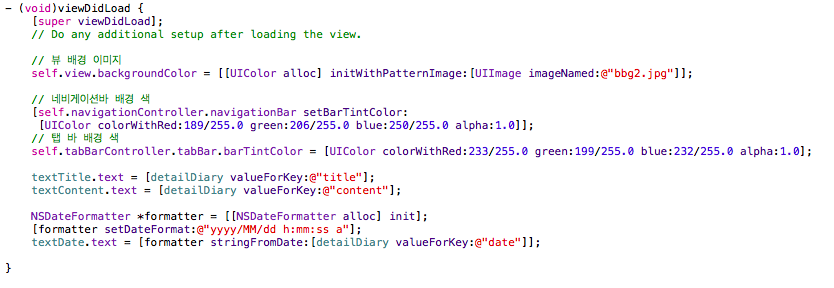 - (void)viewDidLoad {
    [super viewDidLoad];
    // Do any additional setup after loading the view.
    // 뷰 배경 이미지
    self.view.backgroundColor = [[UIColor alloc] initWithPatternImage:[UIImage imageNamed:@"bbg2.jpg"]];
    // 네비게이션바 배경 색
    [self.navigationController.navigationBar setBarTintColor:
     [UIColor colorWithRed:189/255.0 green:206/255.0 blue:250/255.0 alpha:1.0]];
    // 탭 바 배경 색
    self.tabBarController.tabBar.barTintColor = [UIColor colorWithRed:233/255.0 green:199/255.0 blue:232/255.0 alpha:1.0];
    textTitle.text = [detailDiary valueForKey:@"title"];
    textContent.text = [detailDiary valueForKey:@"content"];
    NSDateFormatter *formatter = [[NSDateFormatter alloc] init];
    [formatter setDateFormat:@"yyyy/MM/dd h:mm:ss a"];
    textDate.text = [formatter stringFromDate:[detailDiary valueForKey:@"date"]];
}